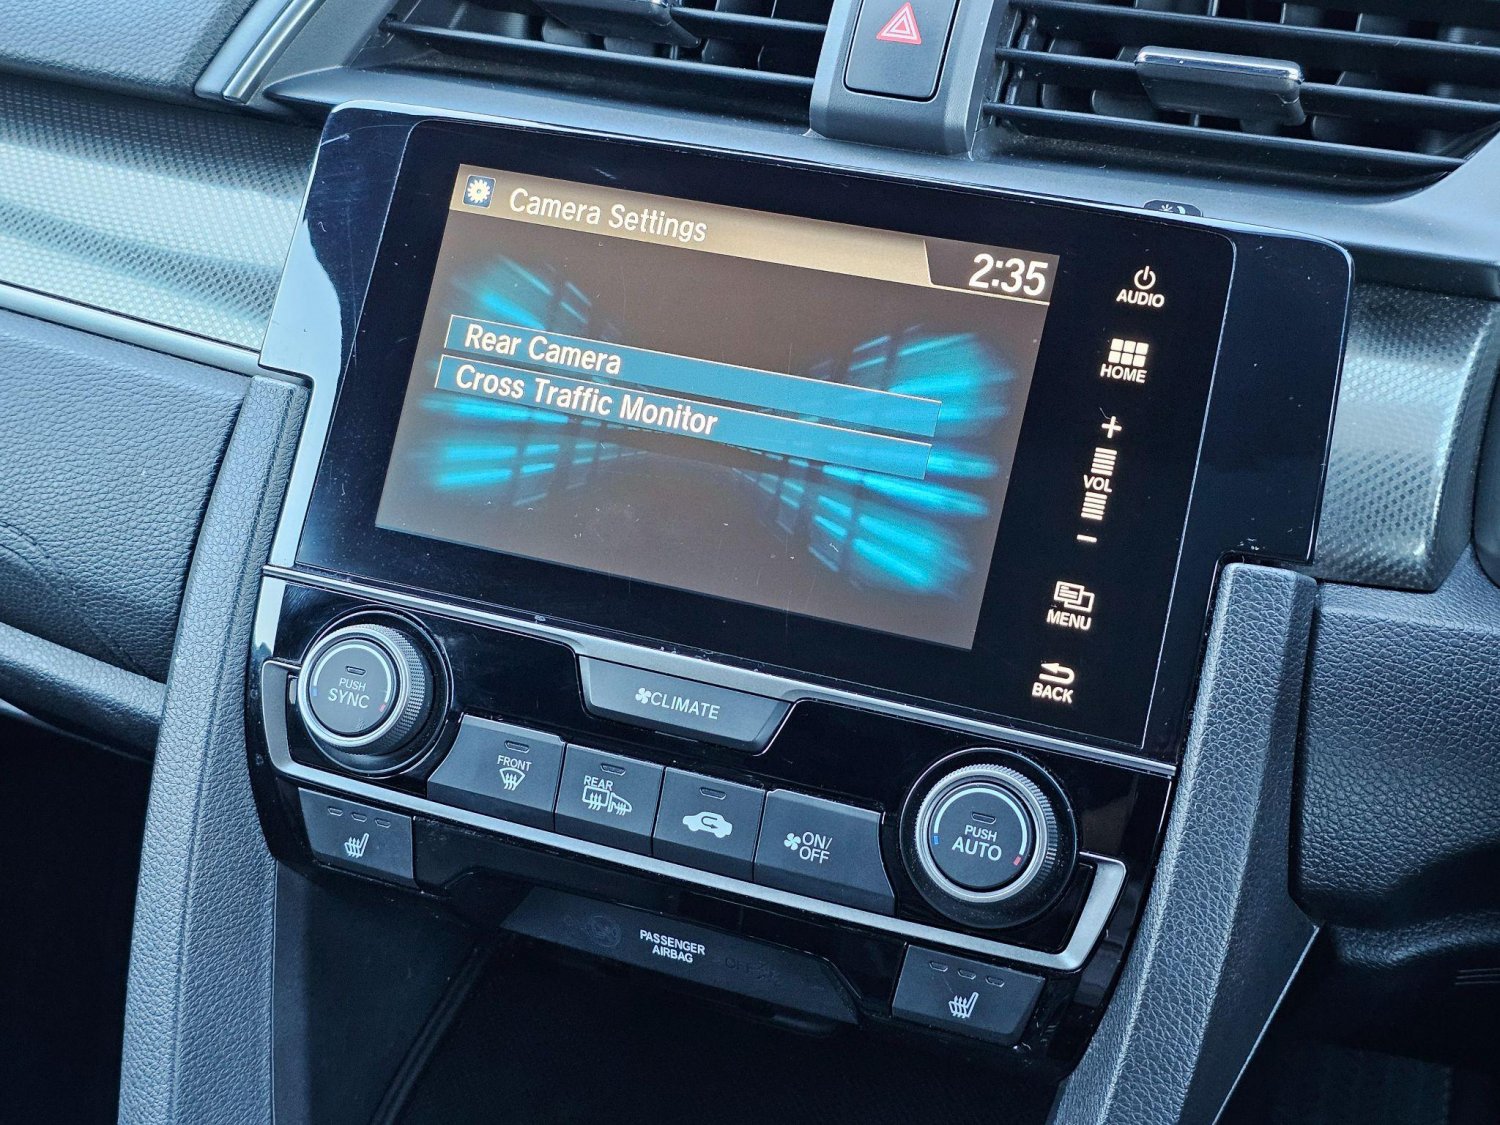 Camera Settings
2:35
Rear Camera
Cross Traffic Monitor
AUDIO
HOME
+
VOL
−
MENU
BACK
PUSH
SYNC
CLIMATE
FRONT
REAR
ON/
OFF
PUSH
AUTO
PASSENGER
AIRBAG
OFF